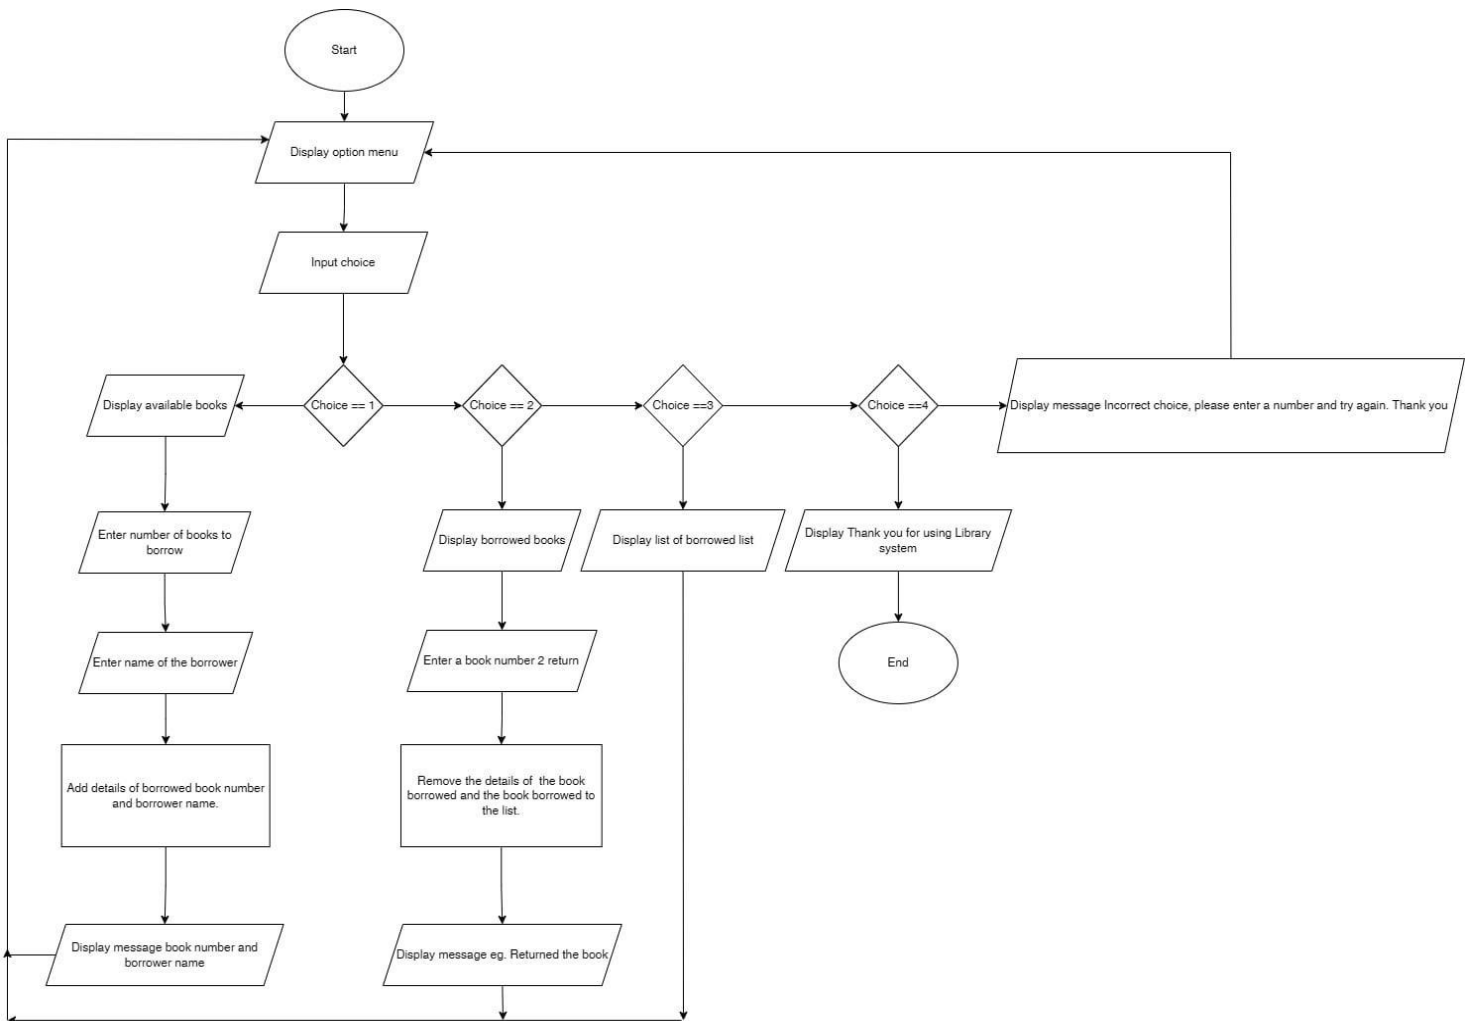 Start
Display option menu
Input choice
Display available books
Choice == 1
Choice == 2
Choice ==3
Choice ==4
Display message Incorrect choice, please enter a number and try again. Thank you
Enter number of books to
borrow
Display borrowed books
Display list of borrowed list
Display Thank you for using Library
system
Enter name of the borrower
Enter a book number 2 return
End
Add details of borrowed book number
and borrower name.
Remove the details of  the book
borrowed and the book borrowed to
the list.
Display message book number and
borrower name
Display message eg. Returned the book